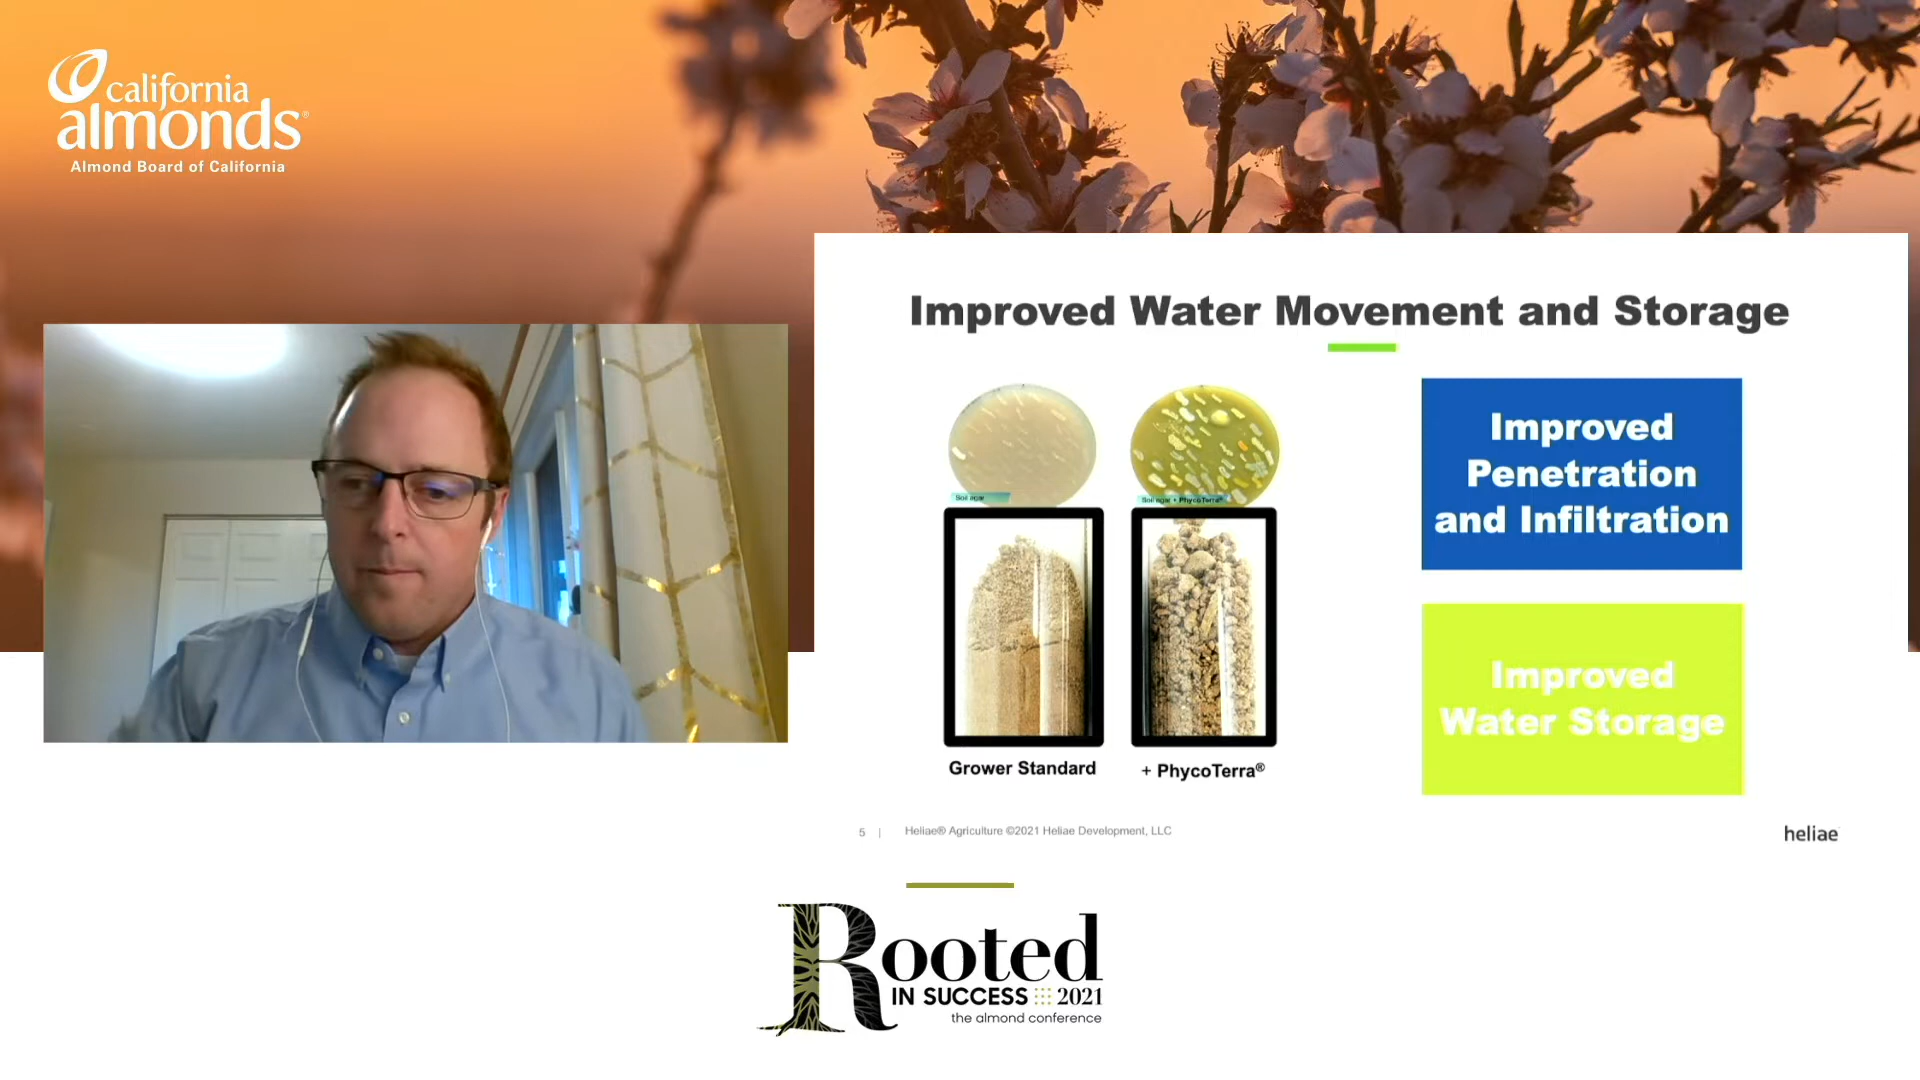 california
almonds®
Almond Board of California
Improved Water Movement and Storage
Soil agar
Soil agar + PhycoTerra®
Grower Standard
+ PhycoTerra®
Improved
Penetration
and Infiltration
Improved
Water Storage
5 | Heliae® Agriculture ©2021 Heliae Development, LLC
heliae
Rooted
IN SUCCESS 2021
the almond conference